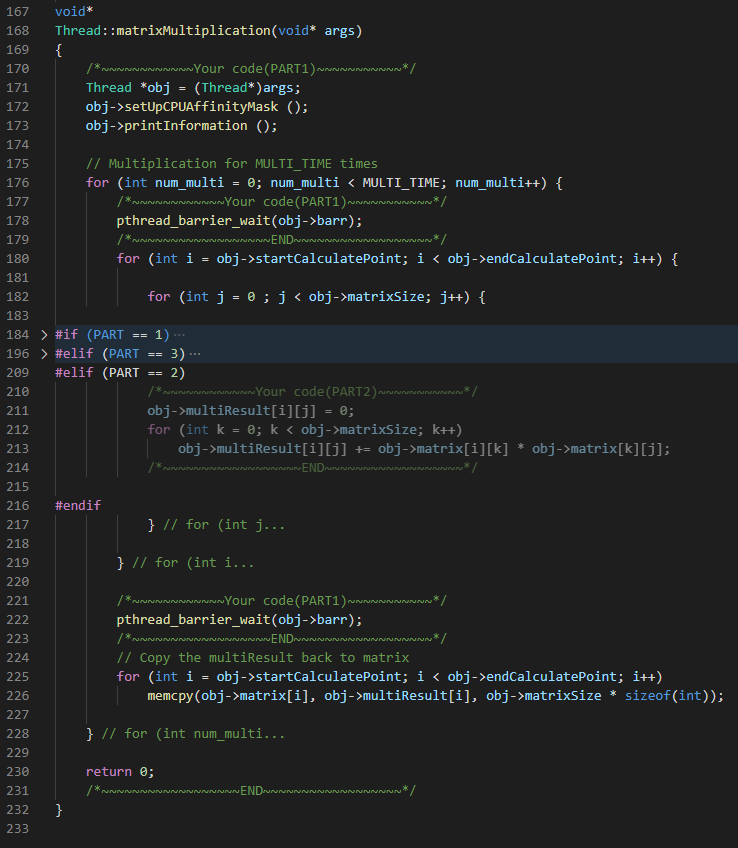 167 void*
168 Thread::matrixMultiplication(void* args)
169 {
170 /*~~~~~~~~~~~~Your code(PART1)~~~~~~~~~~~*/
171 Thread *obj = (Thread*)args;
172 obj->setUpCPUAffinityMask ();
173 obj->printInformation ();
174
175 // Multiplication for MULTI_TIME times
176 for (int num_multi = 0; num_multi < MULTI_TIME; num_multi++) {
177 /*~~~~~~~~~~~~Your code(PART1)~~~~~~~~~~~*/
178 pthread_barrier_wait(obj->barr);
179 /*~~~~~~~~~~~~~~~~~~END~~~~~~~~~~~~~~~~~~*/
180 for (int i = obj->startCalculatePoint; i < obj->endCalculatePoint; i++) {
181
182 for (int j = 0 ; j < obj->matrixSize; j++) {
183
184 #if (PART == 1)···
196 #elif (PART == 3)···
209 #elif (PART == 2)
210 /*~~~~~~~~~~~~Your code(PART2)~~~~~~~~~~~*/
211 obj->multiResult[i][j] = 0;
212 for (int k = 0; k < obj->matrixSize; k++)
213 obj->multiResult[i][j] += obj->matrix[i][k] * obj->matrix[k][j];
214 /*~~~~~~~~~~~~~~~~~~END~~~~~~~~~~~~~~~~~~*/
215
216 #endif
217 } // for (int j...
218
219 } // for (int i...
220
221 /*~~~~~~~~~~~~Your code(PART1)~~~~~~~~~~~*/
222 pthread_barrier_wait(obj->barr);
223 /*~~~~~~~~~~~~~~~~~~END~~~~~~~~~~~~~~~~~~*/
224 // Copy the multiResult back to matrix
225 for (int i = obj->startCalculatePoint; i < obj->endCalculatePoint; i++)
226 memcpy(obj->matrix[i], obj->multiResult[i], obj->matrixSize * sizeof(int));
227
228 } // for (int num_multi...
229
230 return 0;
231 /*~~~~~~~~~~~~~~~~~~END~~~~~~~~~~~~~~~~~~*/
232 }
233